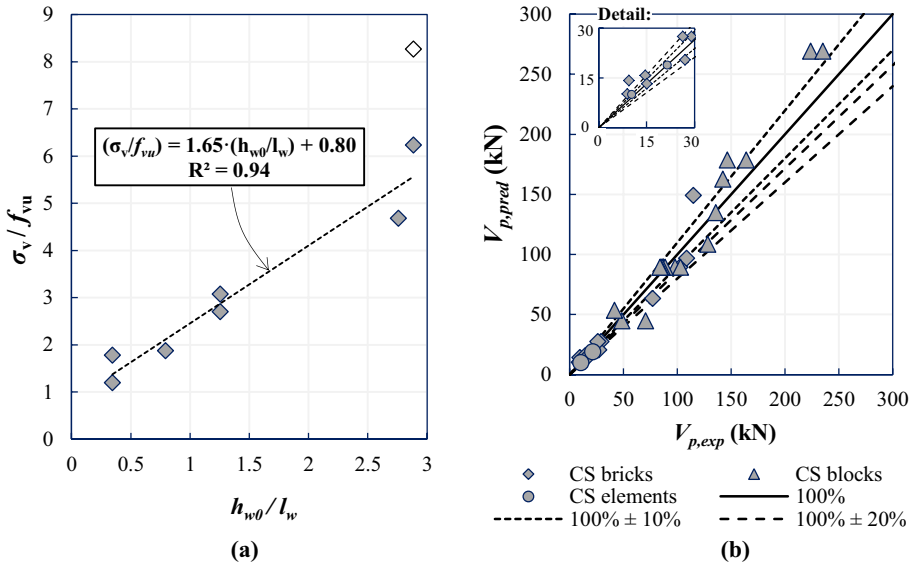 9
8
7
6
5
4
3
2
1
0
0
0.5
1
1.5
2
2.5
3
σv / fvu
(σv/fvu) = 1.65·(hw0/lw) + 0.80
R² = 0.94
hw0 / lw
(a)
Detail:
30
15
0
0
15
30
300
250
200
150
100
50
0
0
50
100
150
200
250
300
Vp,pred (kN)
Vp,exp (kN)
CS bricks
CS blocks
CS elements
100%
100% ± 10%
100% ± 20%
(b)